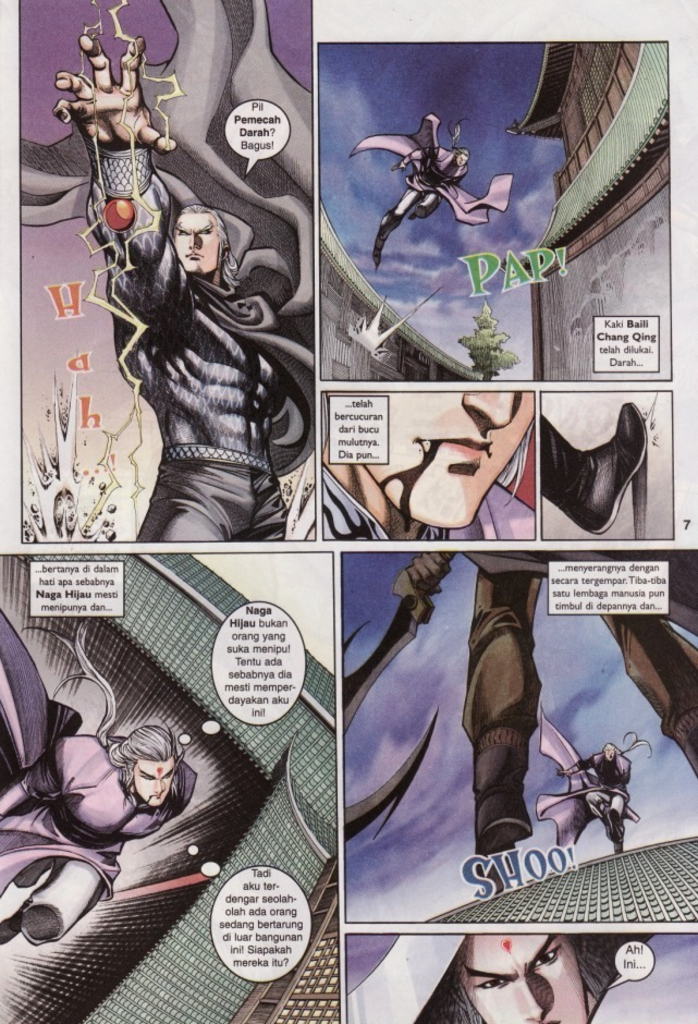 Pil
Pemecah
Darah?
Bagus!
Hah...!
PAP!
Kaki Baili
Chang Qing
telah dilukai.
Darah...
...telah
bercucuran
dari bucu
mulutnya.
Dia pun...
7
...bertanya di dalam
hati apa sebabnya
Naga Hijau mesti
menipunya dan...
Naga
Hijau bukan
orang yang
suka menipu!
Tentu ada
sebabnya dia
mesti memper-
dayakan aku
ini!
Tadi
aku ter-
dengar seolah-
olah ada orang
sedang bertarung
di luar bangunan
ini! Siapakah
mereka itu?
...menyerangnya dengan
secara tergempar. Tiba-tiba
satu lembaga manusia pun
timbul di depannya dan...
SHOO!
Ah!
Ini...